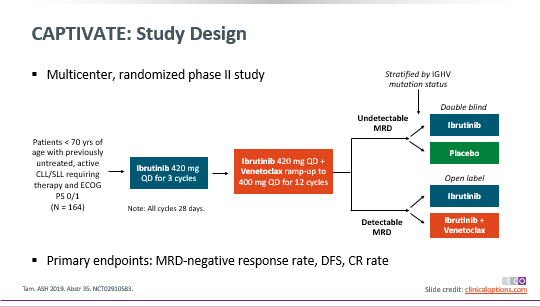 CAPTIVATE: Study Design
▪ Multicenter, randomized phase II study
Stratified by IGHV
mutation status
Double blind
Undetectable
MRD
Ibrutinib
Placebo
Patients < 70 yrs of
age with previously
untreated, active
CLL/SLL requiring
therapy and ECOG
PS 0/1
(N = 164)
Ibrutinib 420 mg
QD for 3 cycles
Ibrutinib 420 mg QD +
Venetoclax ramp-up to
400 mg QD for 12 cycles
Note: All cycles 28 days.
Open label
Ibrutinib
Detectable
MRD
Ibrutinib +
Venetoclax
▪ Primary endpoints: MRD-negative response rate, DFS, CR rate
Tam. ASH 2019. Abstr 35. NCT02910583.
CCO
Slide credit: clinicaloptions.com